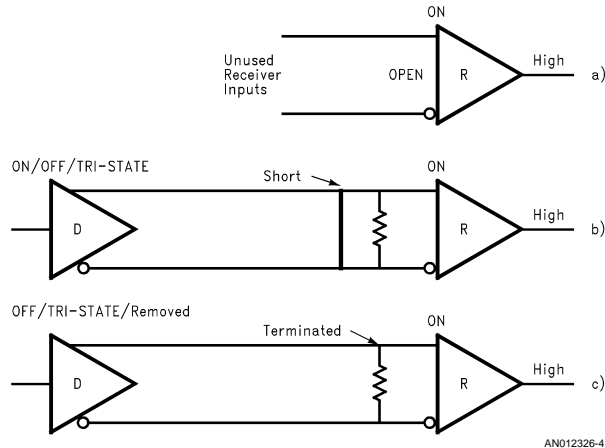 ON
Unused
Receiver
Inputs
OPEN
R
High
a)
ON/OFF/TRI-STATE
Short
ON
D
R
High
b)
OFF/TRI-STATE/Removed
Terminated
ON
D
R
High
c)
AN012326-4